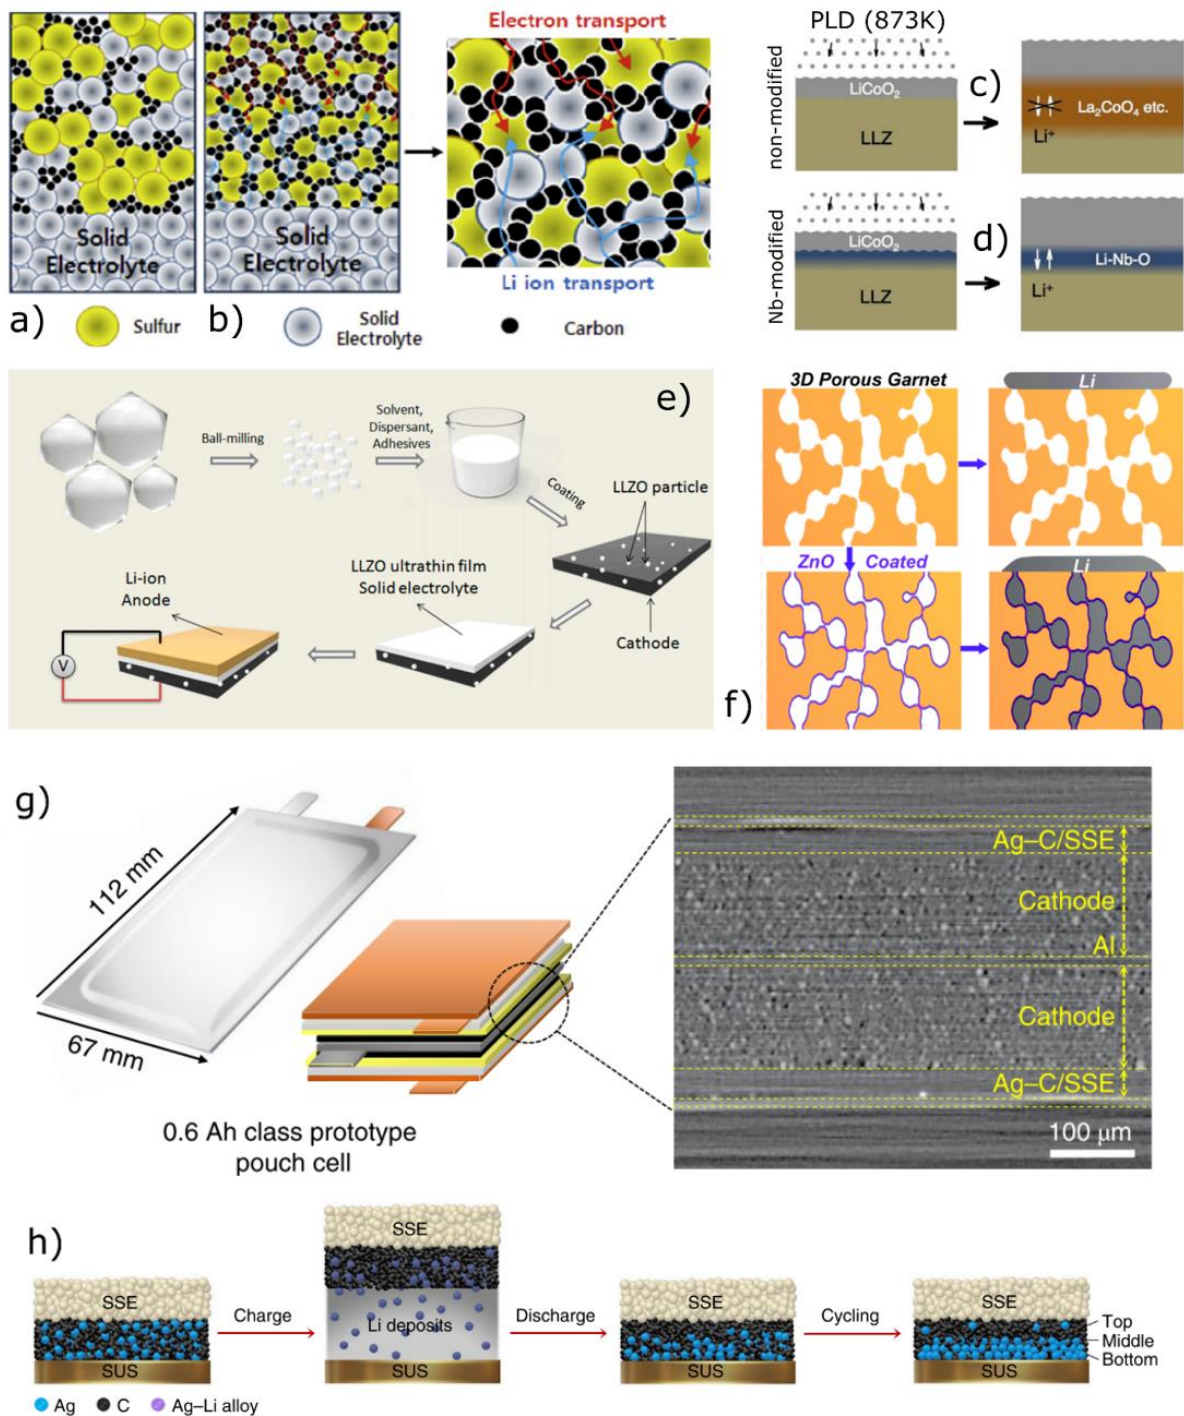 Electron transport
Solid
Electrolyte
Solid
Electrolyte
Li ion transport
a)
Sulfur
b)
Solid
Electrolyte
Carbon
PLD (873K)
non-modified
LiCoO₂
LLZ
c)
La₂CoO₄ etc.
Li⁺
Nb-modified
LiCoO₂
LLZ
d)
Li-Nb-O
Li⁺
e)
Ball-milling
Solvent,
Dispersant,
Adhesives
Coating
LLZO particle
Cathode
LLZO ultrathin film
Solid electrolyte
Li-ion
Anode
V
3D Porous Garnet
Li
ZnO Coated
Li
f)
g)
112 mm
67 mm
0.6 Ah class prototype
pouch cell
Ag–C/SSE
Cathode
Al
Cathode
Ag–C/SSE
100 μm
h)
SSE
SUS
Charge
SSE
Li deposits
SUS
Discharge
SSE
SUS
Cycling
SSE
SUS
Top
Middle
Bottom
Ag
C
Ag–Li alloy